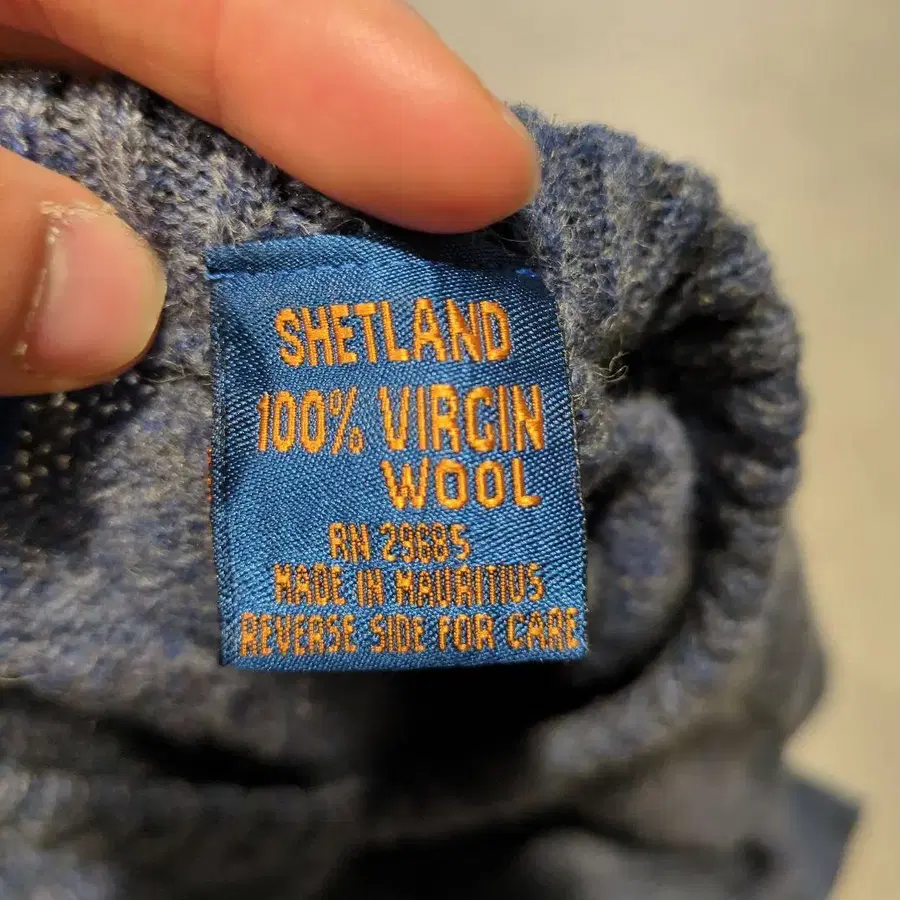 SHETLAND
100% VIRGIN
WOOL
RN 29685
MADE IN MAURITIUS
REVERSE SIDE FOR CARE